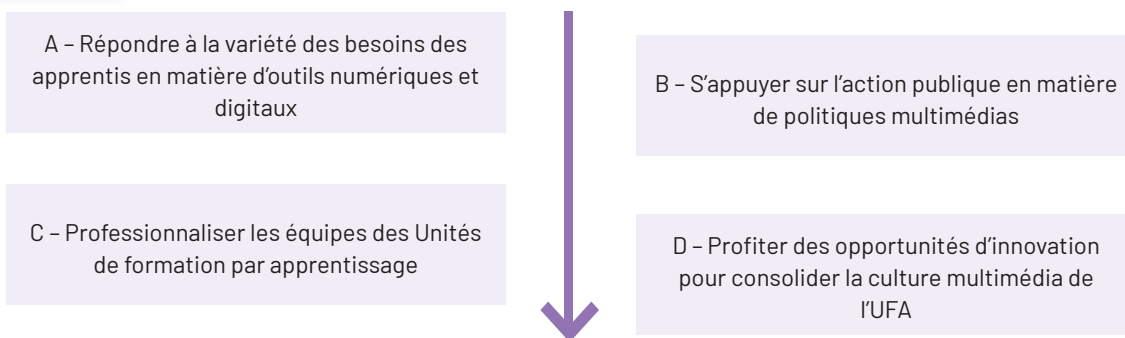 A – Répondre à la variété des besoins des
apprentis en matière d'outils numériques et
digitaux
B – S'appuyer sur l'action publique en matière
de politiques multimédias
C – Professionnaliser les équipes des Unités
de formation par apprentissage
D – Profiter des opportunités d'innovation
pour consolider la culture multimédia de
l'UFA